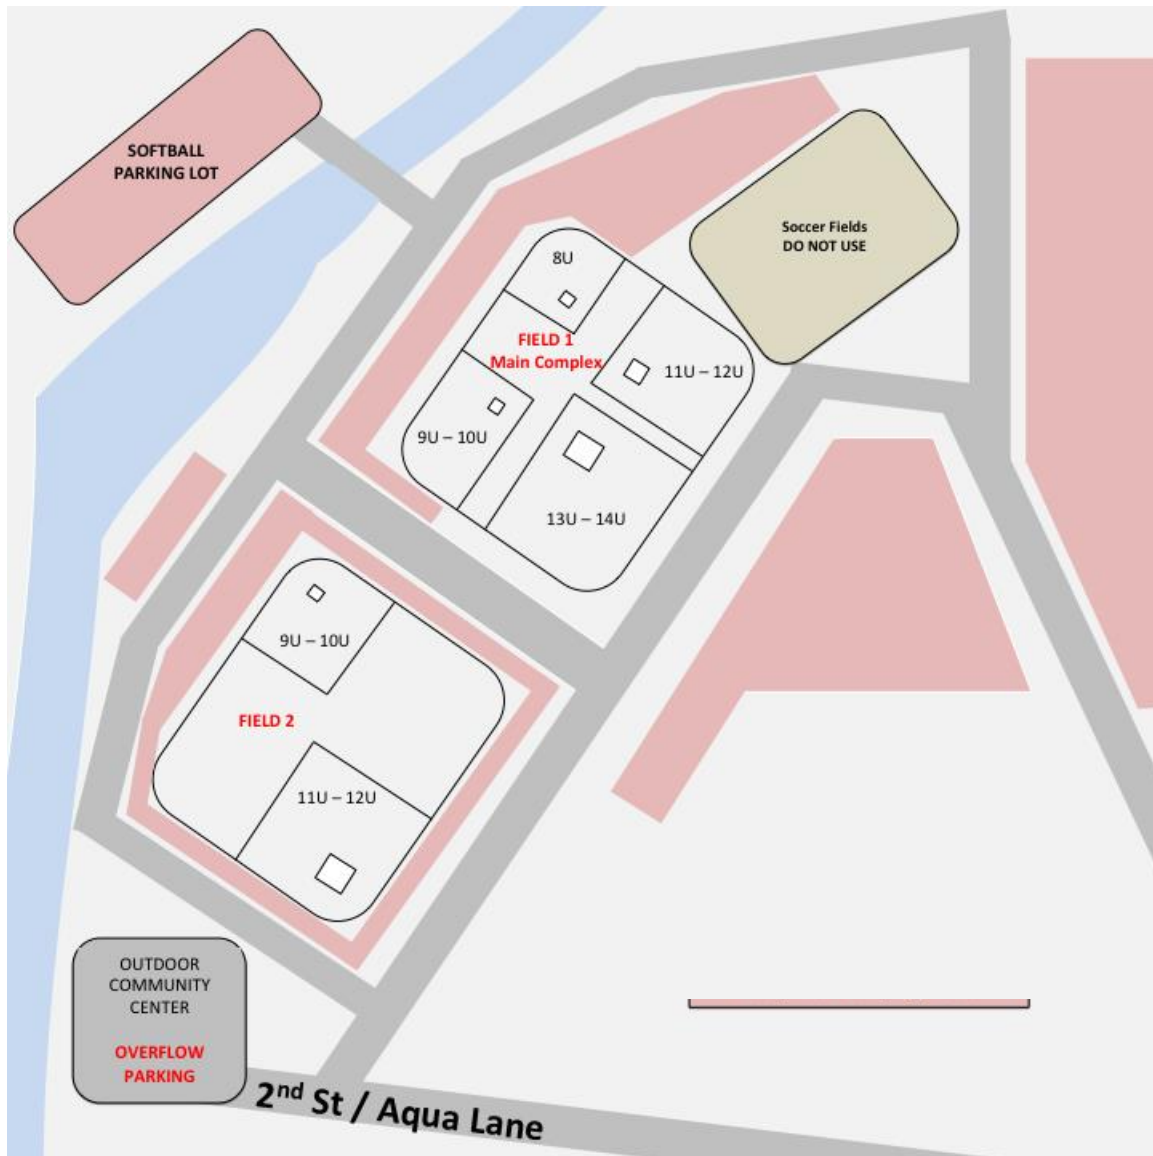 SOFTBALL
PARKING LOT
Soccer Fields
DO NOT USE
8U
FIELD 1
Main Complex
11U – 12U
9U – 10U
13U – 14U
9U – 10U
FIELD 2
11U – 12U
OUTDOOR
COMMUNITY
CENTER
OVERFLOW
PARKING
2nd St / Aqua Lane